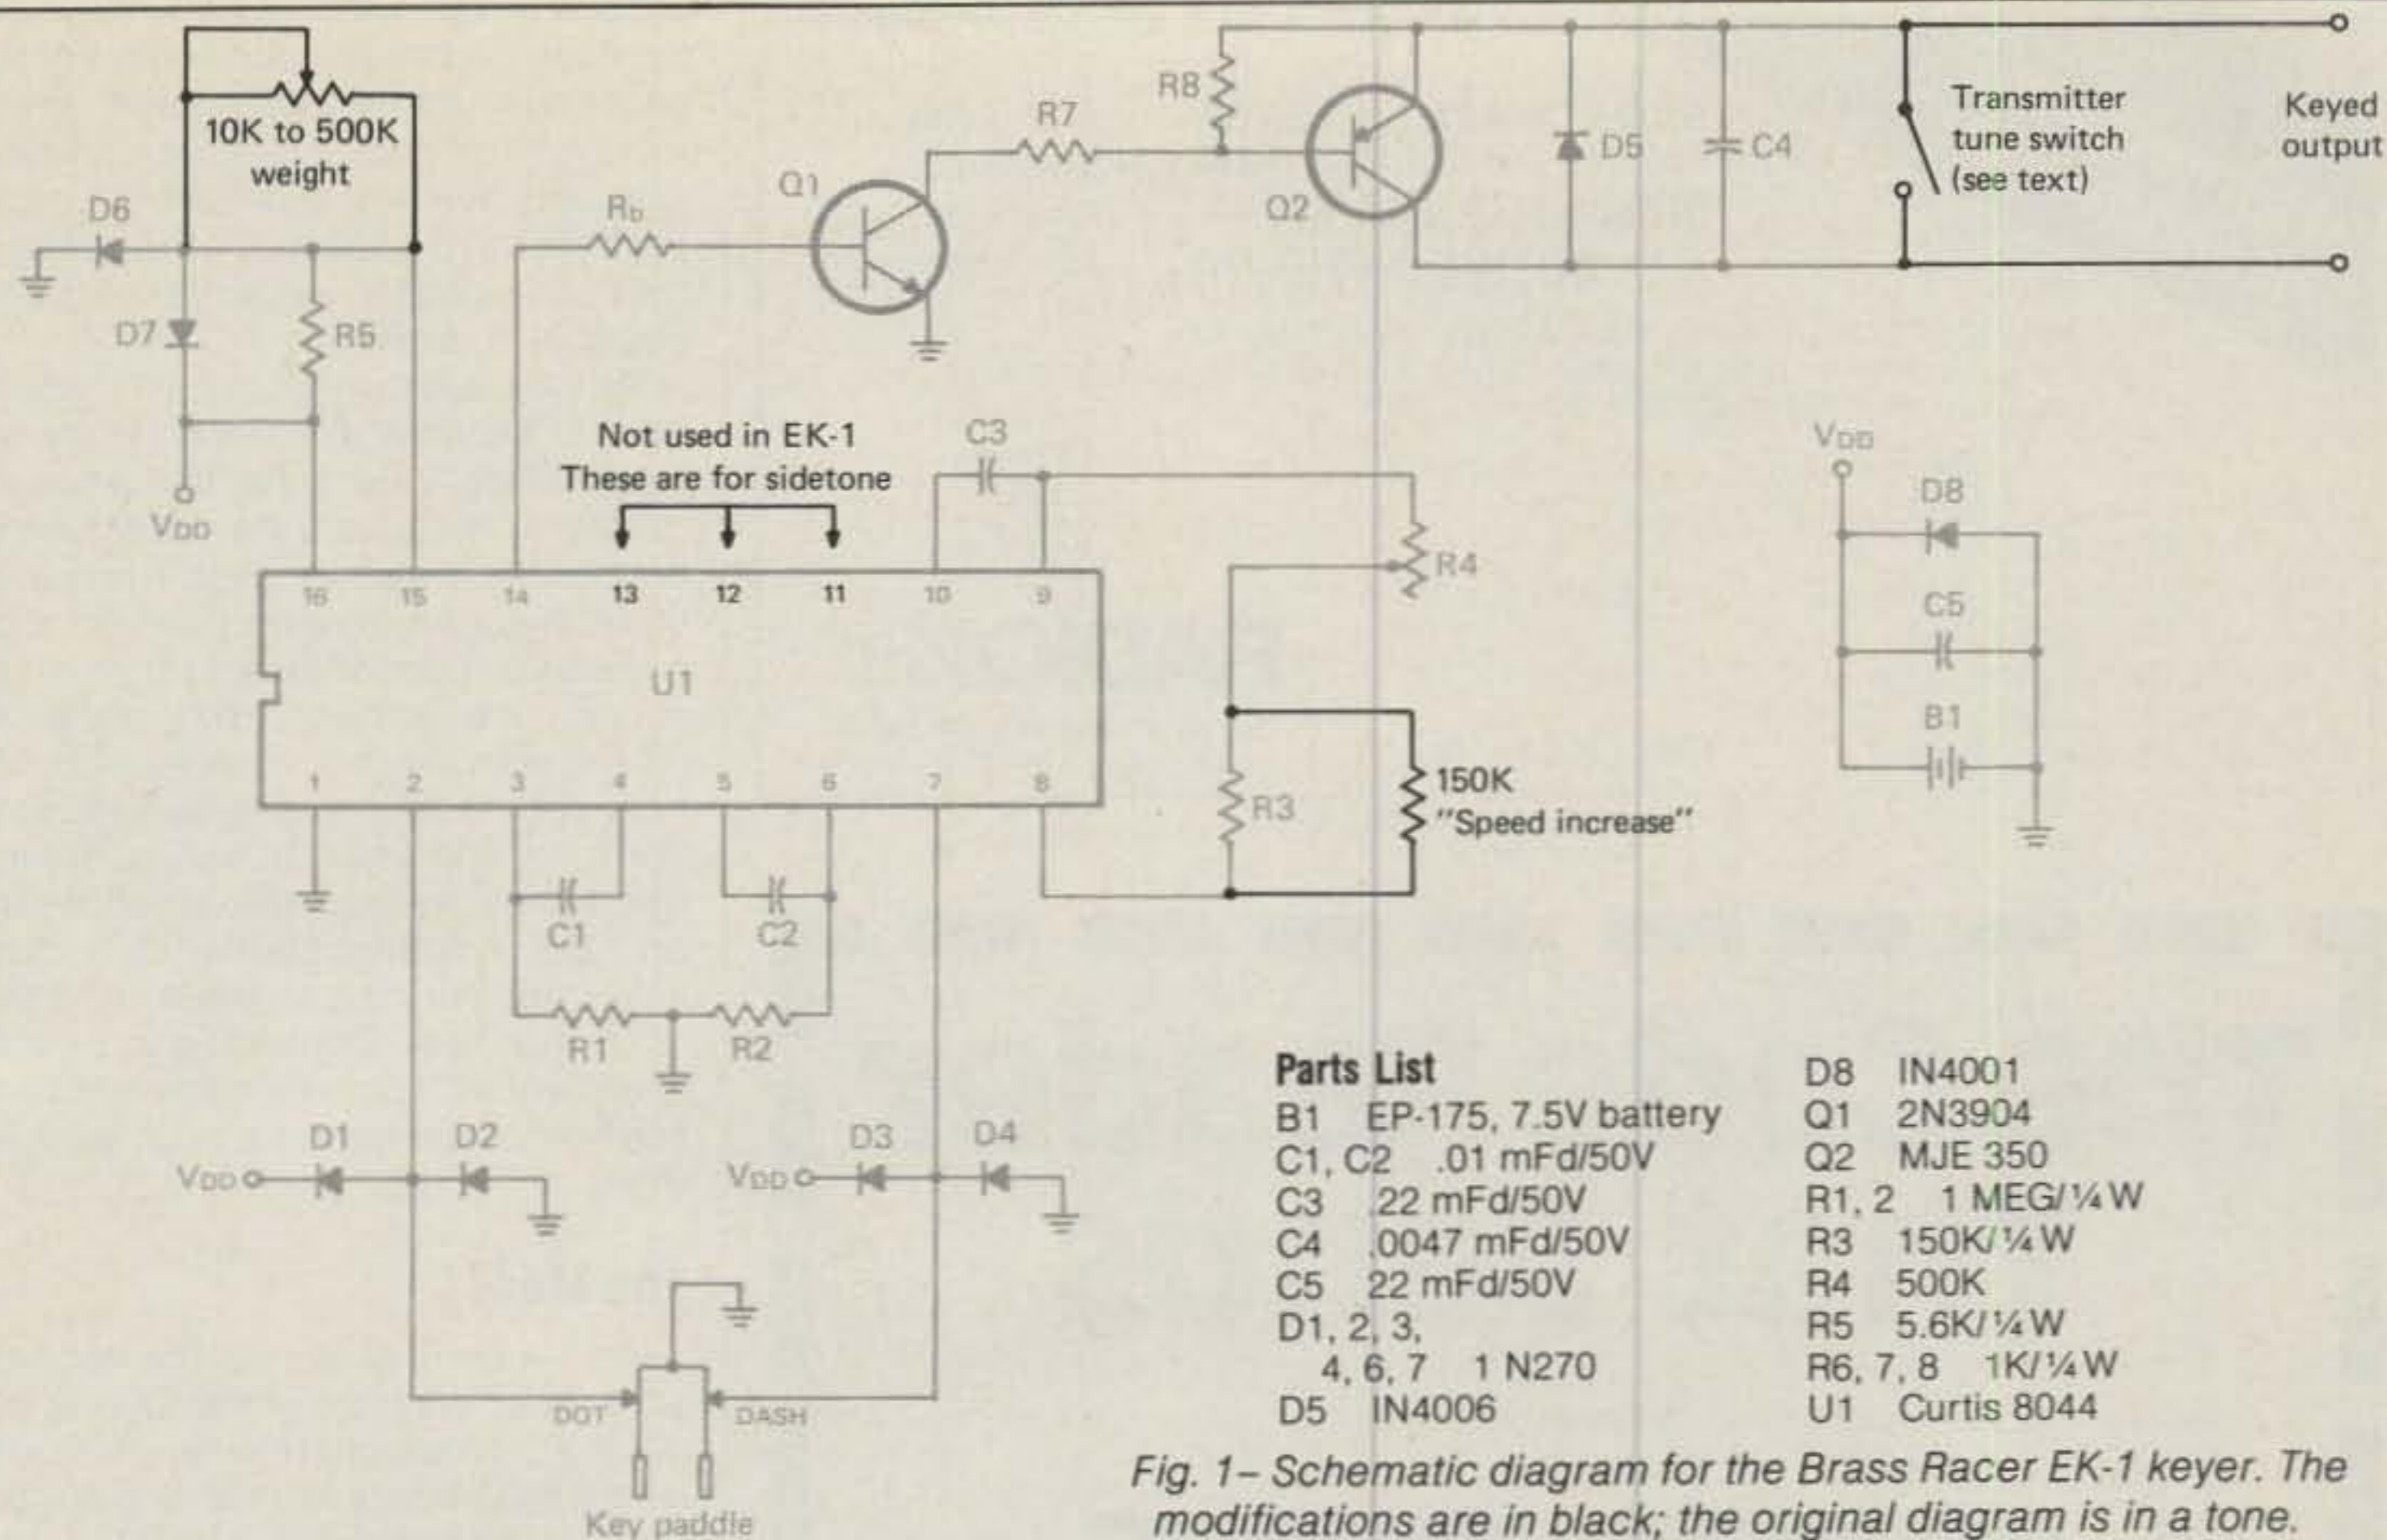 10K to 500K
weight
D6
D7
R5
VDD
Rb
Q1
R7
R8
Q2
D5
C4
Transmitter
tune switch
(see text)
Keyed
output
Not used in EK-1
These are for sidetone
C3
R4
VDD
D8
C5
B1
16 15 14 13 12 11 10 9
U1
1 2 3 4 5 6 7 8
R3
150K
"Speed increase"
C1
C2
R1
R2
D1
D2
D3
D4
VDD
VDD
DOT
DASH
Key paddle
Parts List
B1 EP-175, 7.5V battery
C1, C2 .01 mFd/50V
C3 .22 mFd/50V
C4 .0047 mFd/50V
C5 22 mFd/50V
D1, 2, 3,
4, 6, 7 1 N270
D5 IN4006
D8 IN4001
Q1 2N3904
Q2 MJE 350
R1, 2 1 MEG/¼W
R3 150K/¼W
R4 500K
R5 5.6K/¼W
R6, 7, 8 1K/¼W
U1 Curtis 8044
Fig. 1– Schematic diagram for the Brass Racer EK-1 keyer. The
modifications are in black; the original diagram is in a tone.